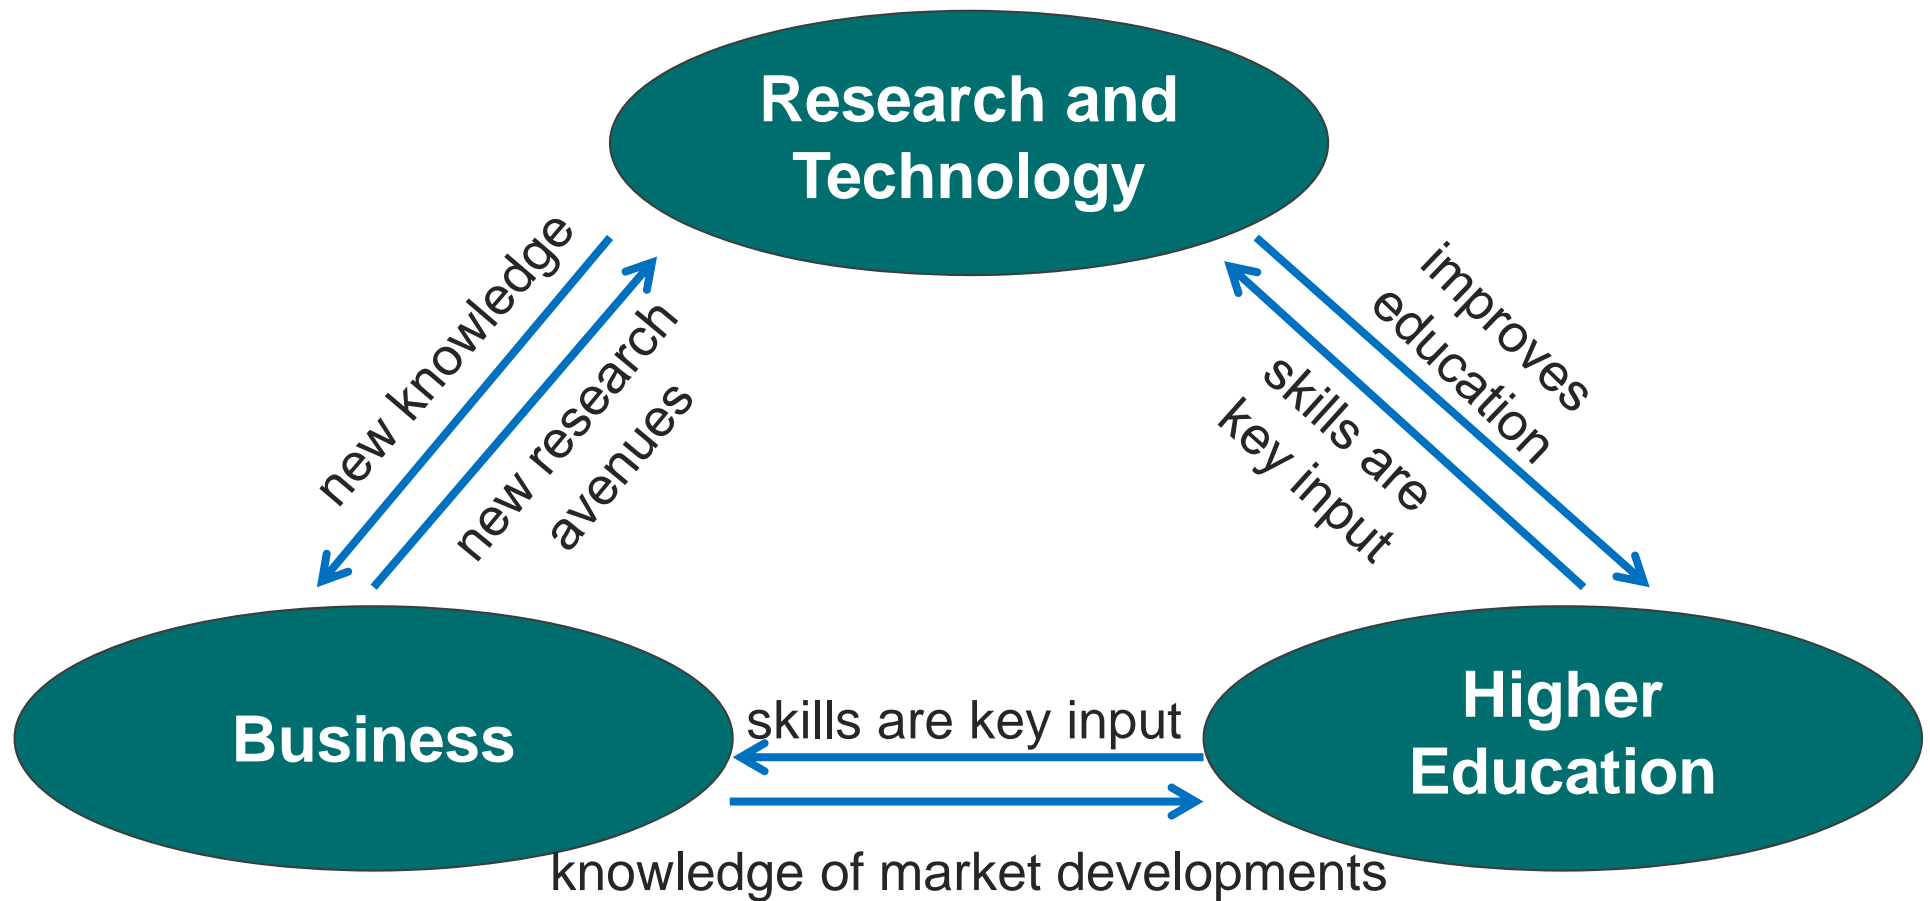 Research and
Technology
new knowledge
new research
avenues
improves
education
skills are
key input
Business
skills are key input
knowledge of market developments
Higher
Education